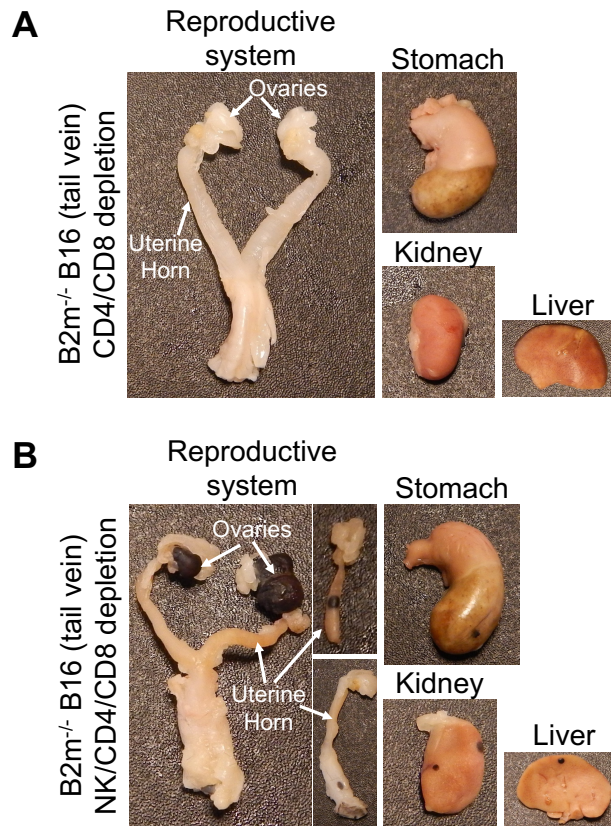 A
Reproductive
system
Stomach
Ovaries
Uterine
Horn
Kidney
Liver
B2m-/- B16 (tail vein)
CD4/CD8 depletion
B
Reproductive
system
Stomach
Ovaries
Uterine
Horn
Kidney
Liver
B2m-/- B16 (tail vein)
NK/CD4/CD8 depletion